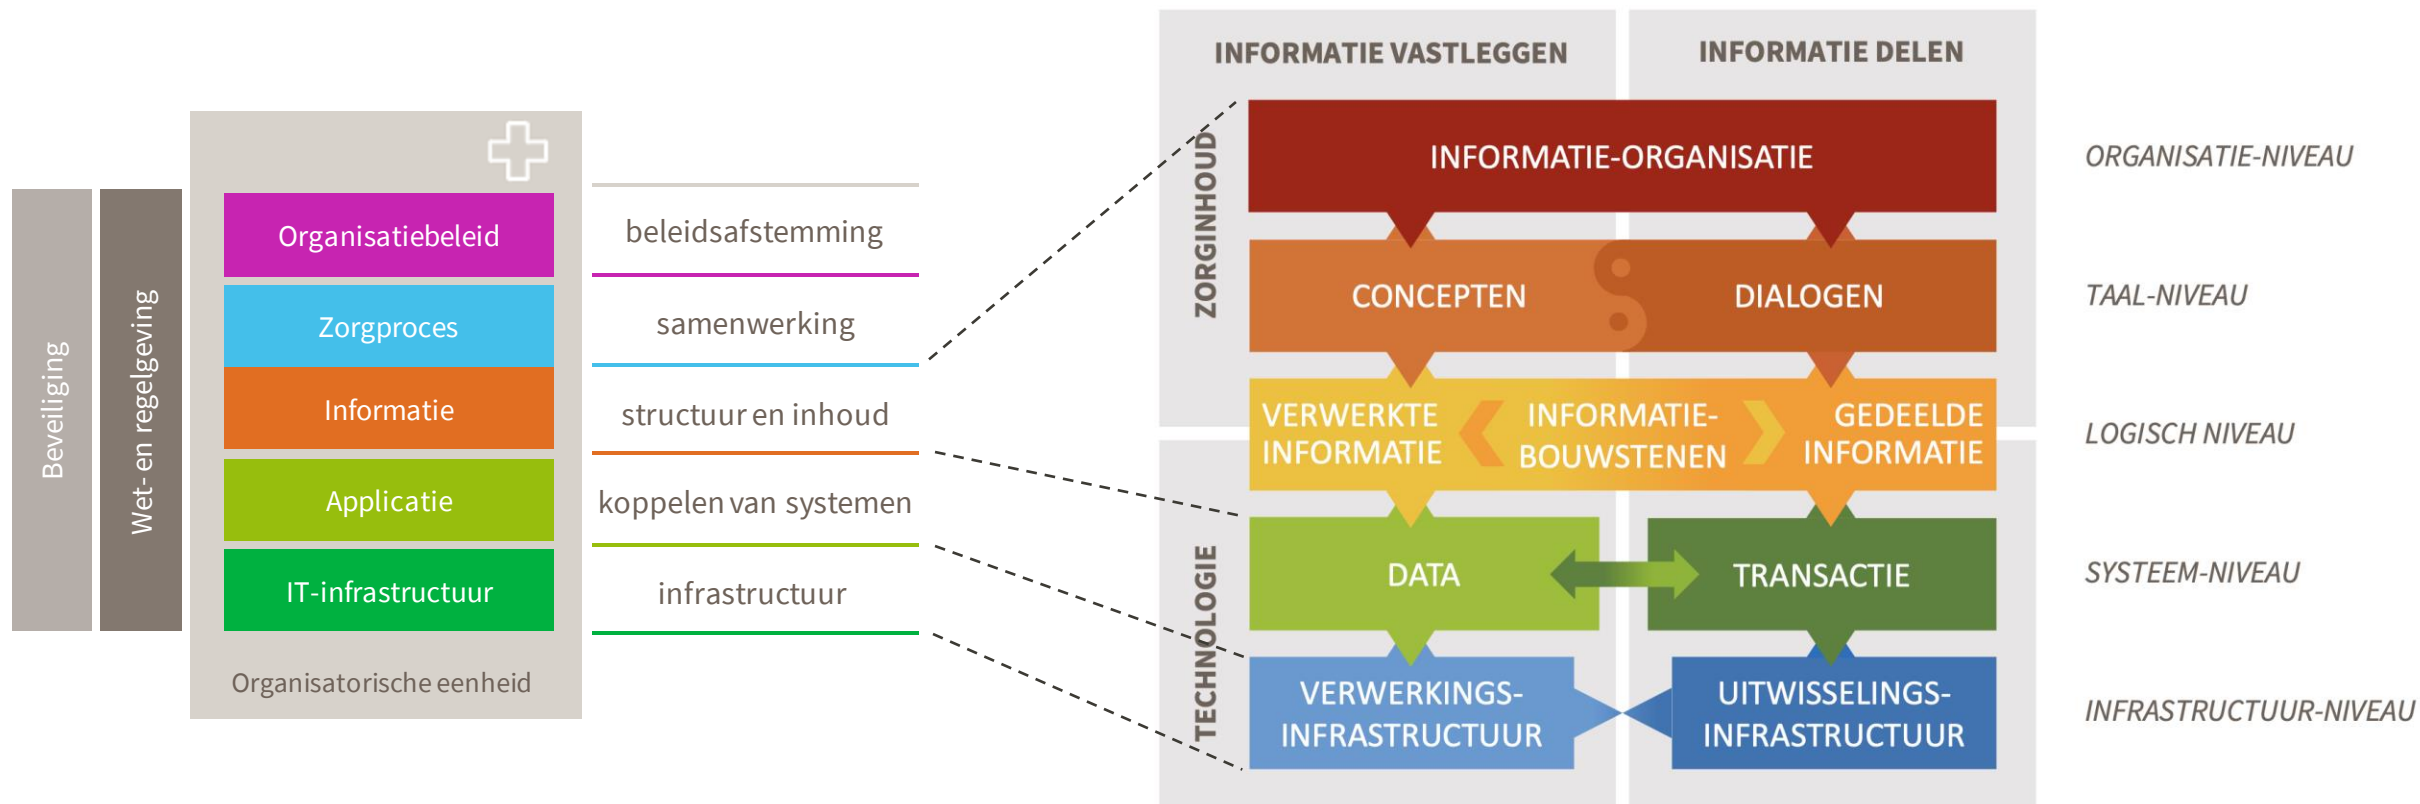 Beveiliging
Wet- en regelgeving
Organisatiebeleid
Zorgproces
Informatie
Applicatie
IT-infrastructuur
Organisatorische eenheid
beleidsafstemming
samenwerking
structuur en inhoud
koppelen van systemen
infrastructuur
INFORMATIE VASTLEGGEN
INFORMATIE DELEN
ZORGINHOUD
TECHNOLOGIE
INFORMATIE-ORGANISATIE
ORGANISATIE-NIVEAU
CONCEPTEN
DIALOGEN
TAAL-NIVEAU
VERWERKTE
INFORMATIE
INFORMATIE-
BOUWSTENEN
GEDEELDE
INFORMATIE
LOGISCH NIVEAU
DATA
TRANSACTIE
SYSTEEM-NIVEAU
VERWERKINGS-
INFRASTRUCTUUR
UITWISSELINGS-
INFRASTRUCTUUR
INFRASTRUCTUUR-NIVEAU